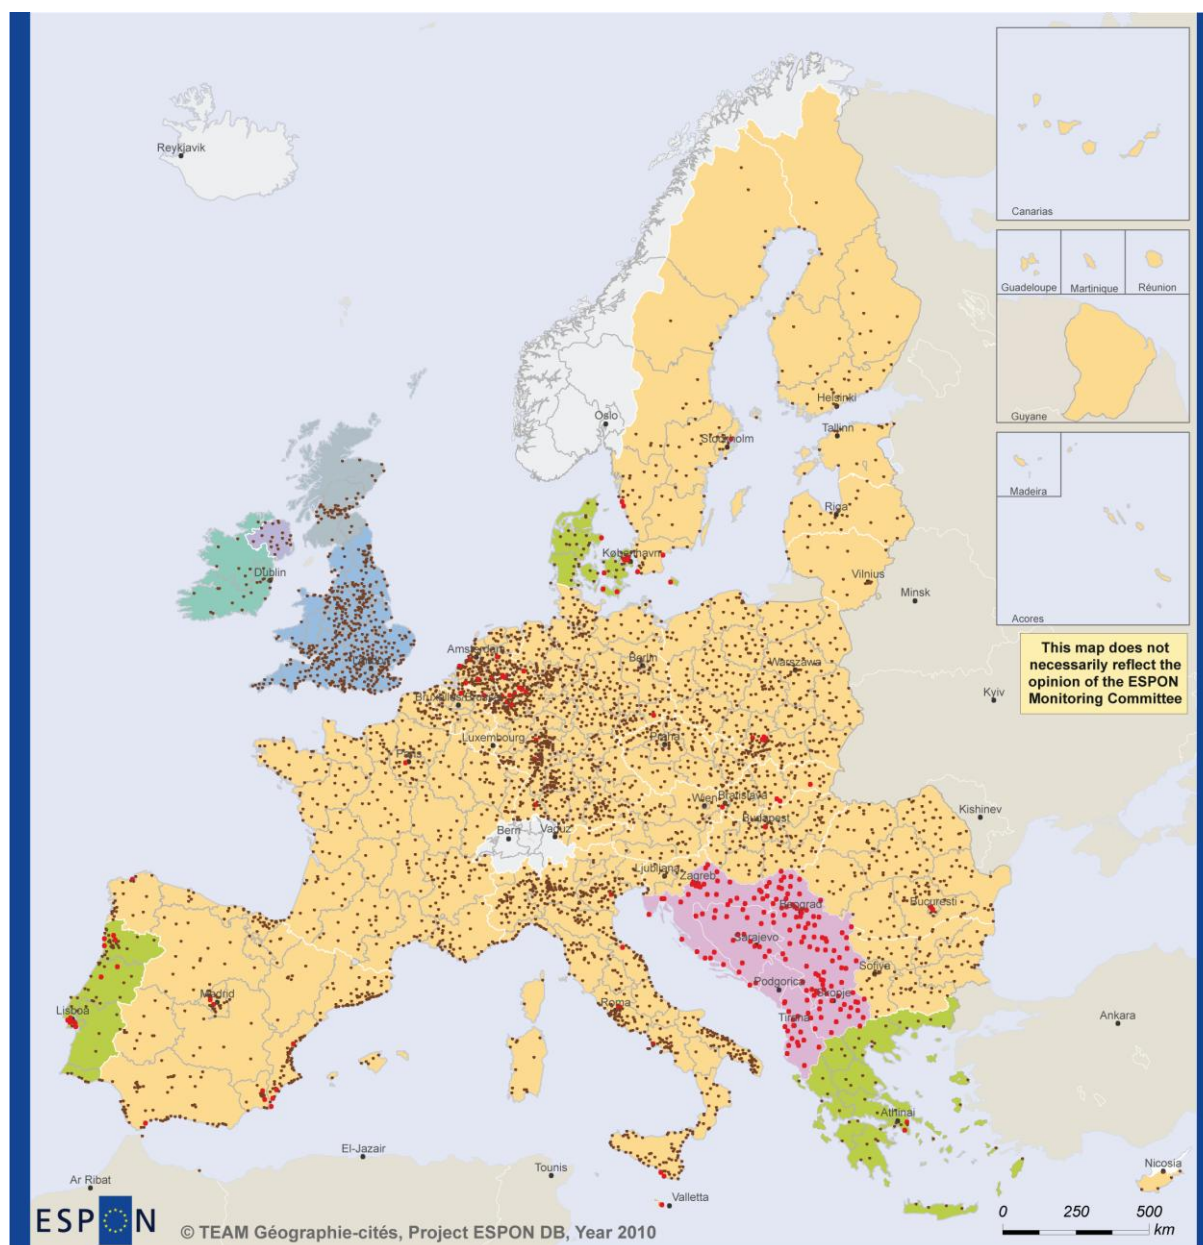 Reykjavik
Canarias
Guadeloupe
Martinique
Réunion
Guyane
Madeira
Acores
This map does not
necessarily reflect the
opinion of the ESPON
Monitoring Committee
Oslo
Helsinki
Tallinn
Stockholm
Riga
København
Vilnius
Minsk
Dublin
Amsterdam
Berlin
Warszawa
Kyiv
Luxembourg
Praha
Paris
Wien
Bratislava
Budapest
Kishinev
Bern
Vaduz
Ljubljana
Zagreb
Beograd
Bucuresti
Sarajevo
Sofiya
Podgorica
Skopje
Madrid
Lisboa
Roma
Tirana
Ankara
Athinai
El-Jazair
Tounis
Nicosia
Ar Ribat
Valletta
0 250 500
km
ESPON
© TEAM Géographie-cités, Project ESPON DB, Year 2010